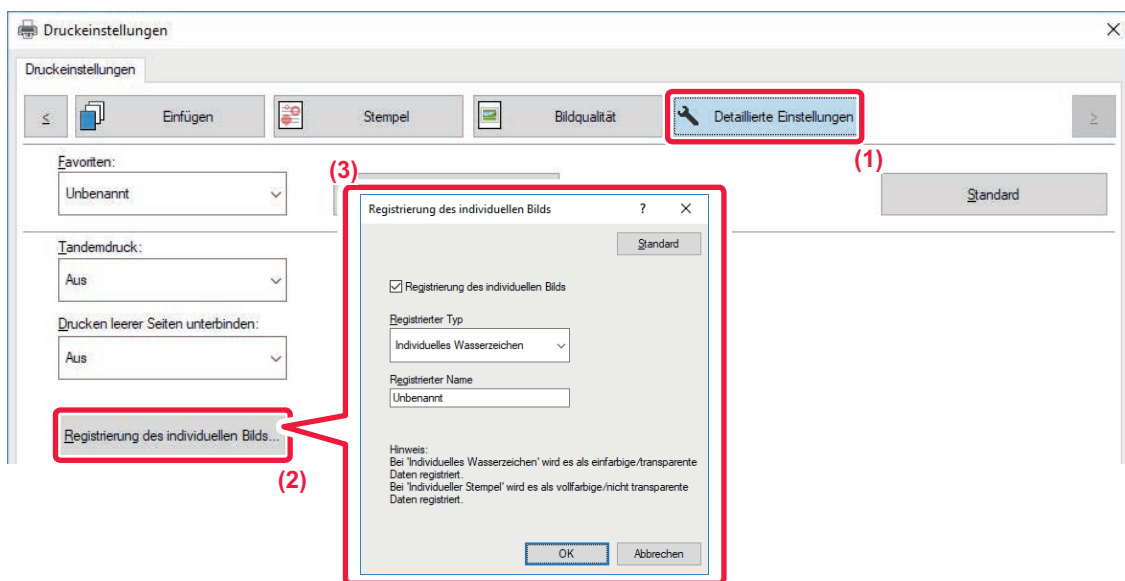 Druckeinstellungen
Druckeinstellungen
< Einfügen Stempel Bildqualität Detaillierte Einstellungen >
(1)
Favoriten:
Unbenannt
Standard
(3)
Registrierung des individuellen Bilds ? X
Standard
Registrierung des individuellen Bilds
Registrierter Typ
Individuelles Wasserzeichen
Registrierter Name
Unbenannt
Hinweis:
Bei 'Individuelles Wasserzeichen' wird es als einfarbige/transparente
Daten registriert.
Bei 'Individueller Stempel' wird es als vollfarbige/nicht transparente
Daten registriert.
OK Abbrechen
Tandemdruck:
Aus
Drucken leerer Seiten unterbinden:
Aus
Registrierung des individuellen Bilds...
(2)